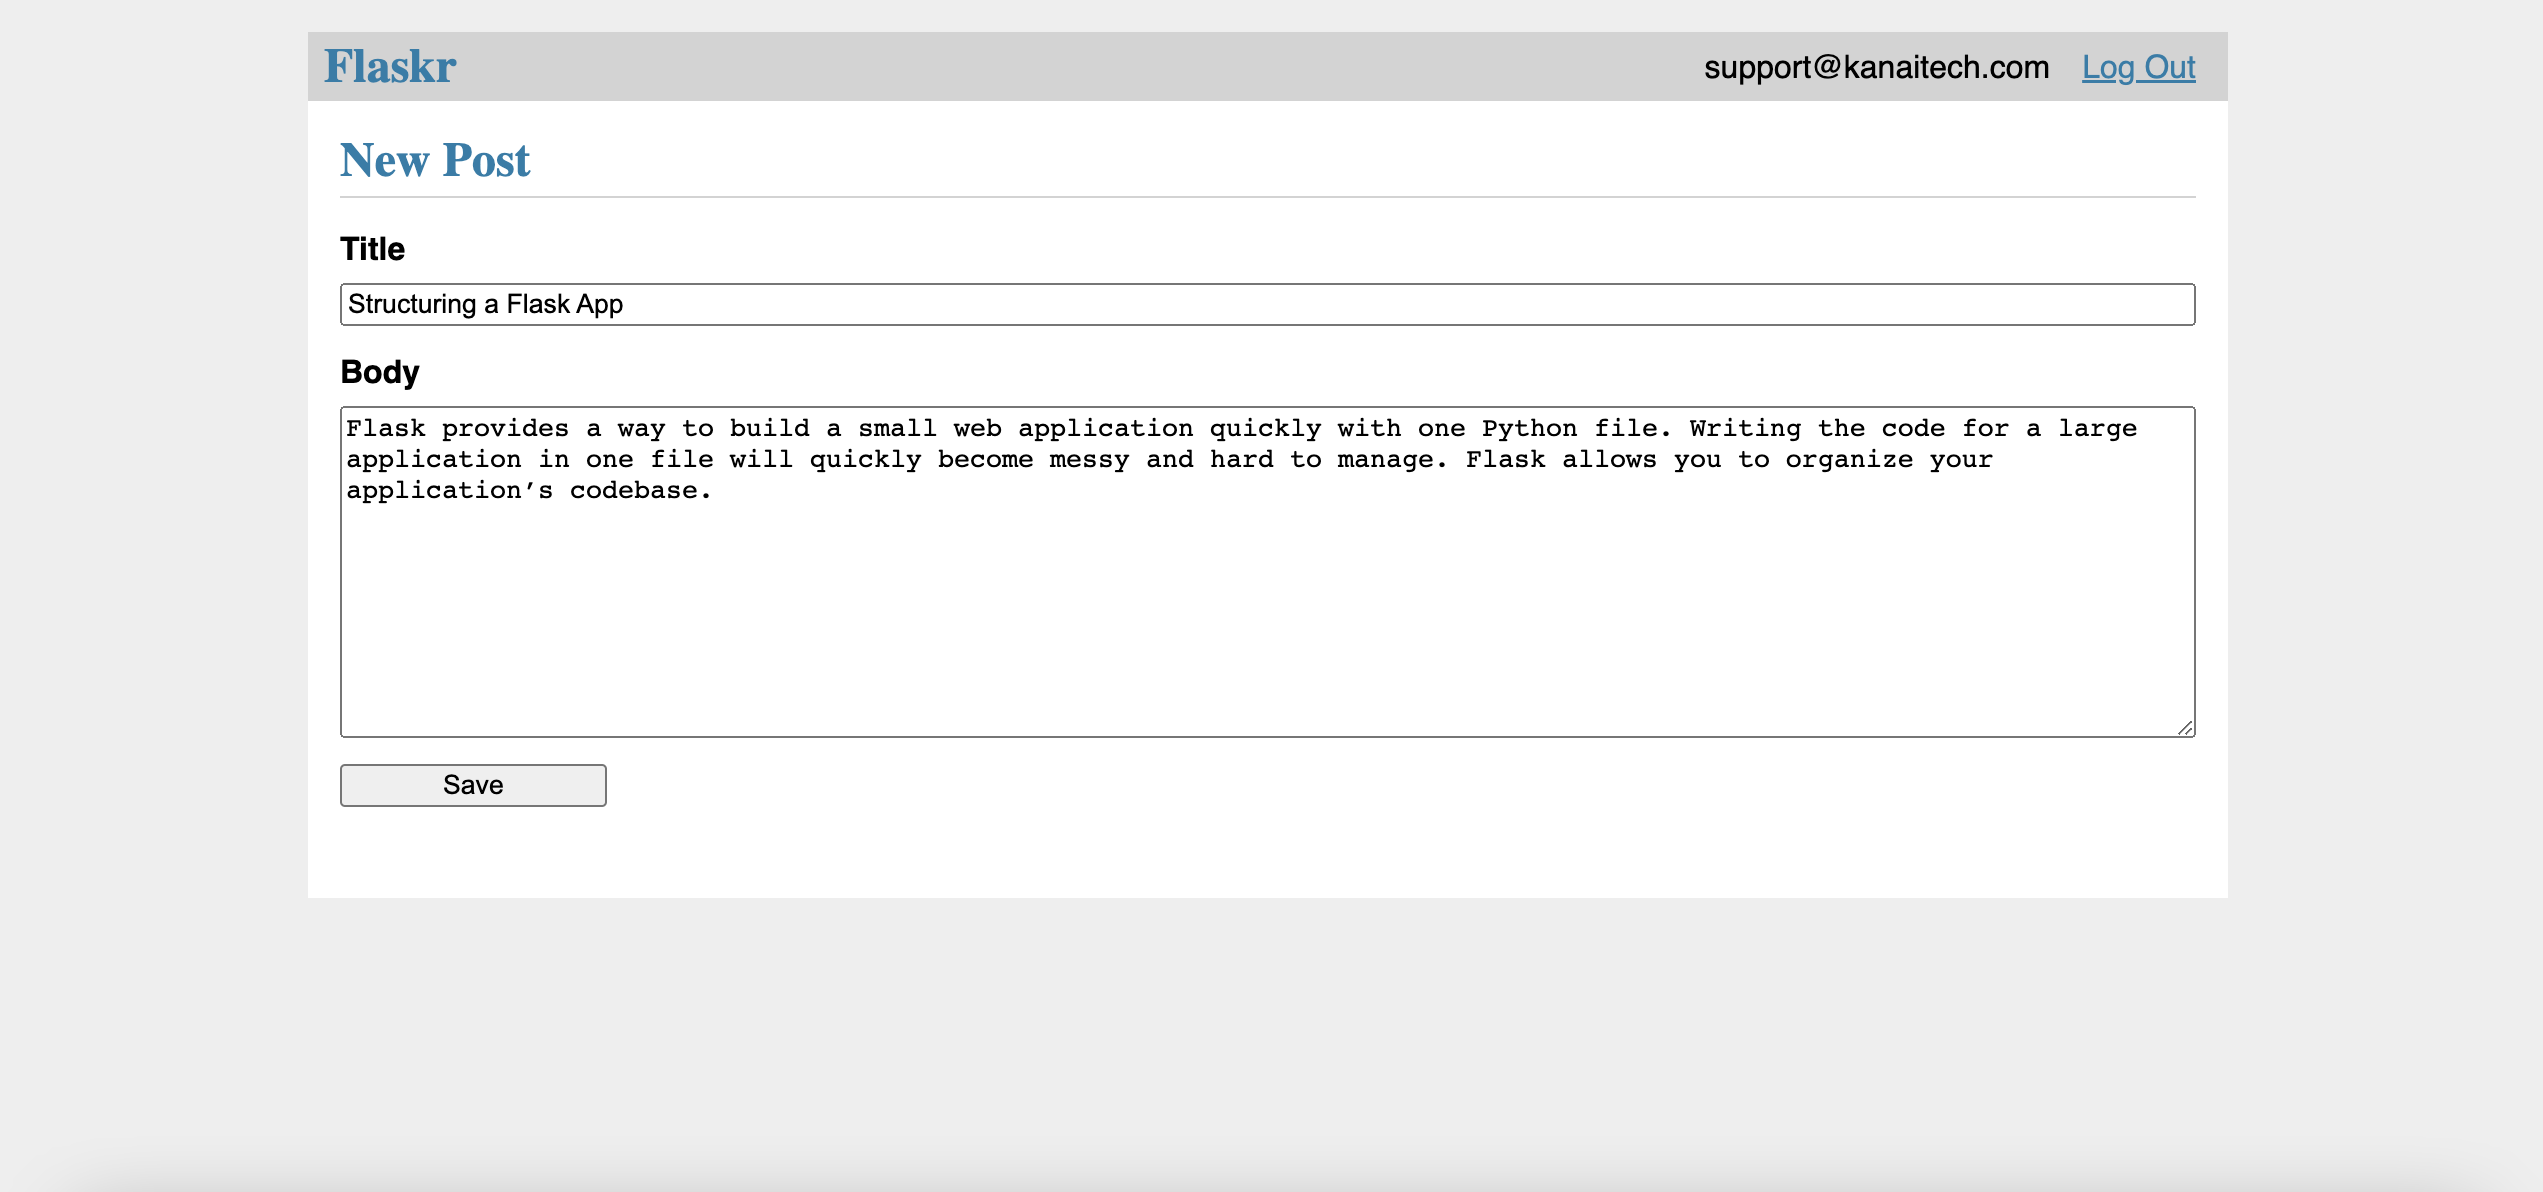 Flaskr
support@kanaitech.com Log Out
New Post
Title
Structuring a Flask App
Body
Flask provides a way to build a small web application quickly with one Python file. Writing the code for a large
application in one file will quickly become messy and hard to manage. Flask allows you to organize your
application’s codebase.
Save